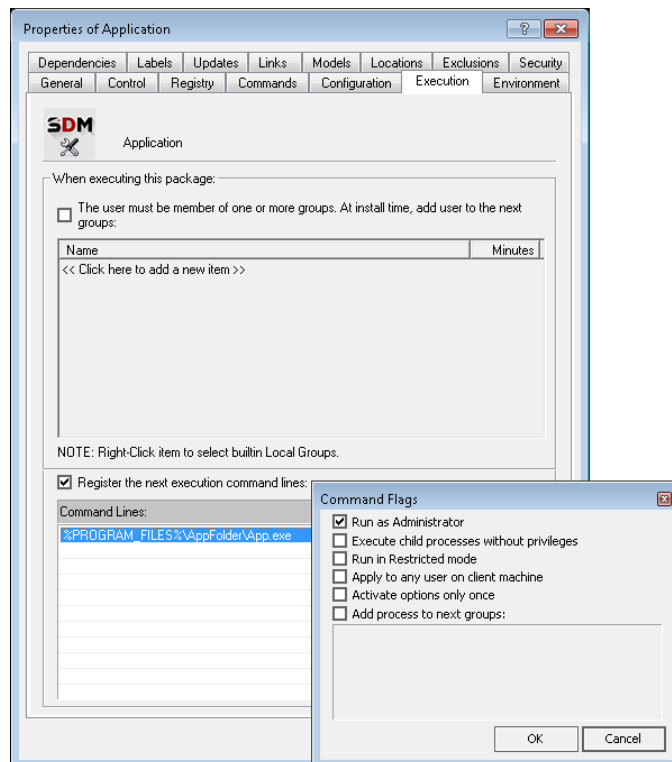 Properties of Application
Dependencies Labels Updates Links Models Locations Exclusions Security
General Control Registry Commands Configuration Execution Environment
SDM
Application
When executing this package:
The user must be member of one or more groups. At install time, add user to the next
groups:
Name Minutes
<< Click here to add a new item >>
NOTE: Right-Click item to select builtin Local Groups.
Register the next execution command lines:
Command Lines:
%PROGRAM_FILES%\AppFolder\App.exe
Command Flags
Run as Administrator
Execute child processes without privileges
Run in Restricted mode
Apply to any user on client machine
Activate options only once
Add process to next groups:
OK Cancel